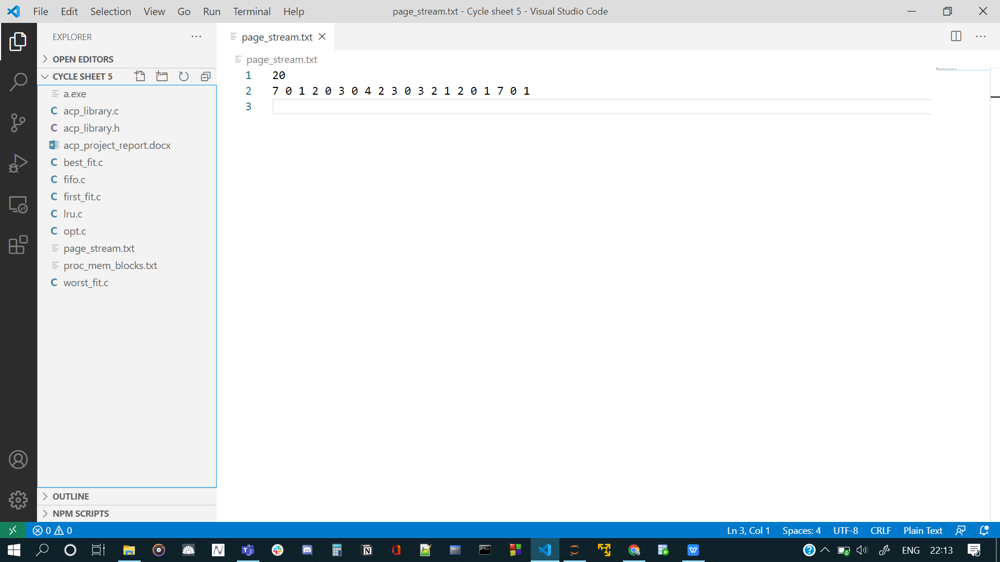 File Edit Selection View Go Run Terminal Help
page_stream.txt - Cycle sheet 5 - Visual Studio Code
EXPLORER
OPEN EDITORS
CYCLE SHEET 5
a.exe
C acp_library.c
C acp_library.h
acp_project_report.docx
C best_fit.c
C fifo.c
C first_fit.c
C lru.c
C opt.c
page_stream.txt
proc_mem_blocks.txt
C worst_fit.c
OUTLINE
NPM SCRIPTS
page_stream.txt
page_stream.txt
1 20
2 7 0 1 2 0 3 0 4 2 3 0 3 2 1 2 0 1 7 0 1
3
0 0
Ln 3, Col 1 Spaces: 4 UTF-8 CRLF Plain Text
ENG 22:13